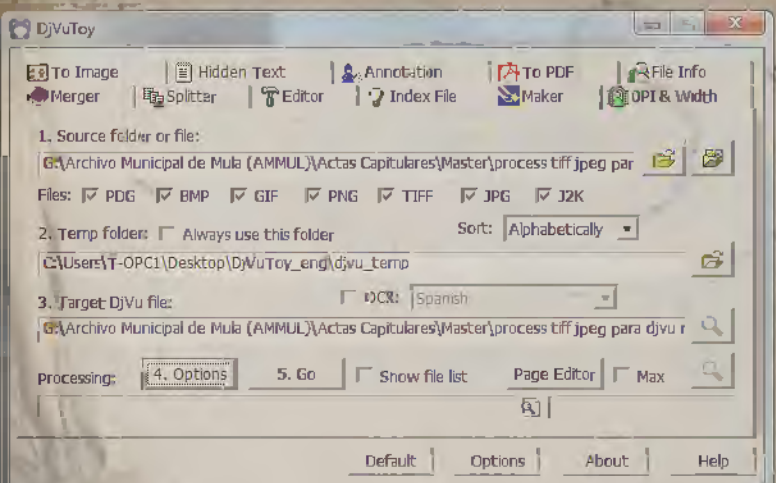 DjVuToy
To Image | Hidden Text | Annotation | To PDF | File Info
Merger | Splitter | Editor | Index File | Maker | DPI & Width
1. Source folder or file:
G:\Archivo Municipal de Mula (AMMUL)\Actas Capitulares\Master\process tiff jpeg par
Files: PDG BMP GIF PNG TIFF JPG J2K
2. Temp folder: Always use this folder Sort: Alphabetically
C:\Users\T-OPC1\Desktop\DjVuToy_eng\djvu_temp
3. Target DjVu file: OCR: Spanish
G:\Archivo Municipal de Mula (AMMUL)\Actas Capitulares\Master\process tiff jpeg para djvu r
Processing: 4. Options 5. Go Show file list Page Editor Max
Default Options About Help